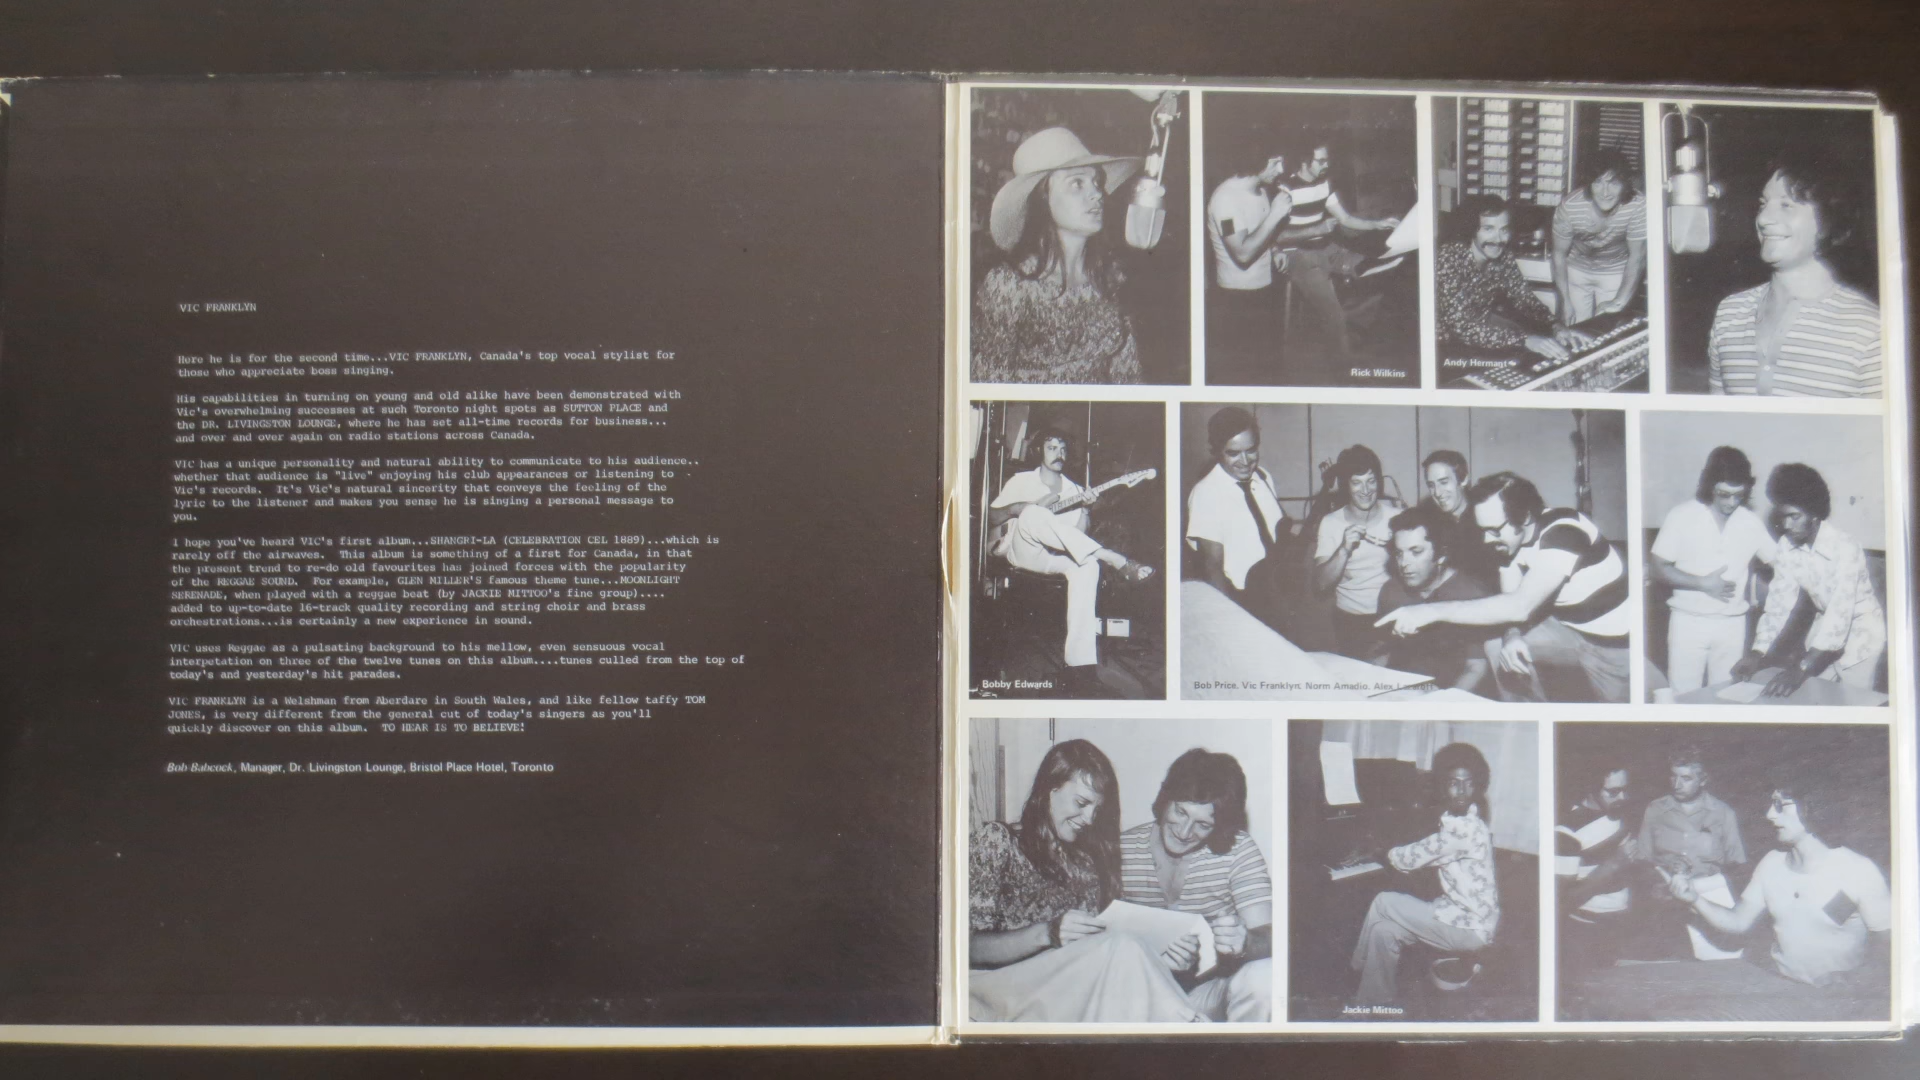 VIC FRANKLYN
Here he is for the second time...VIC FRANKLYN, Canada's top vocal stylist for
those who appreciate boss singing.
His capabilities in turning on young and old alike have been demonstrated with
Vic's overwhelming successes at such Toronto night spots as SUTTON PLACE and
the DR. LIVINGSTON LOUNGE, where he has set all-time records for business...
and over and over again on radio stations across Canada.
VIC has a unique personality and natural ability to communicate to his audience..
whether that audience is "live" enjoying his club appearances or listening to
Vic's records. It's Vic's natural sincerity that conveys the feeling of the
lyric to the listener and makes you sense he is singing a personal message to
you.
I hope you've heard VIC's first album...SHANGRI-LA (CELEBRATION CEL 1889)...which is
rarely off the airwaves. This album is something of a first for Canada, in that
the present trend to re-do old favourites has joined forces with the popularity
of the REGGAE SOUND. For example, GLEN MILLER'S famous theme tune...MOONLIGHT
SERENADE, when played with a reggae beat (by JACKIE MITTOO's fine group)....
added to up-to-date 16-track quality recording and string choir and brass
orchestrations...is certainly a new experience in sound.
VIC uses Reggae as a pulsating background to his mellow, even sensuous vocal
interpetation on three of the twelve tunes on this album....tunes culled from the top of
today's and yesterday's hit parades.
VIC FRANKLYN is a Welshman from Aberdare in South Wales, and like fellow taffy TOM
JONES, is very different from the general cut of today's singers as you'll
quickly discover on this album. TO HEAR IS TO BELIEVE!
Bob Babcock, Manager, Dr. Livingston Lounge, Bristol Place Hotel, Toronto
Rick Wilkins
Andy Hermant
Bobby Edwards
Bob Price. Vic Franklyn. Norm Amadio. Alex
Jackie Mittoo